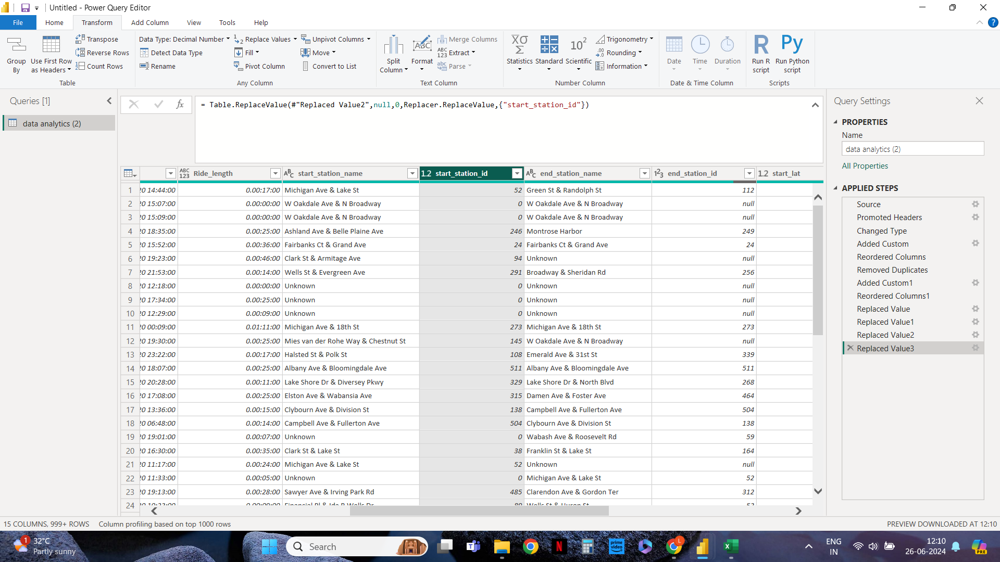 Untitled - Power Query Editor
File Home Transform Add Column View Tools Help
Group By
Use First Row as Headers
Transpose
Reverse Rows
Count Rows
Table
Data Type: Decimal Number
Detect Data Type
Rename
Replace Values
Fill
Pivot Column
Unpivot Columns
Move
Convert to List
Any Column
Split Column
Format
Merge Columns
Extract
Parse
Text Column
Statistics
Standard
Scientific
Trigonometry
Rounding
Information
Number Column
Date
Time
Duration
Date & Time Column
Run R script
Run Python script
Scripts
Queries [1]
data analytics (2)
= Table.ReplaceValue(#"Replaced Value2",null,0,Replacer.ReplaceValue,{"start_station_id"})
Ride_length start_station_name 1.2 start_station_id end_station_name end_station_id 1.2 start_lat
1 20 14:44:00 0.00:17:00 Michigan Ave & Lake St 52 Green St & Randolph St 112
2 20 15:07:00 0.00:00:00 W Oakdale Ave & N Broadway 0 W Oakdale Ave & N Broadway null
3 20 15:09:00 0.00:00:00 W Oakdale Ave & N Broadway 0 W Oakdale Ave & N Broadway null
4 20 18:35:00 0.00:25:00 Ashland Ave & Belle Plaine Ave 246 Montrose Harbor 249
5 20 15:52:00 0.00:36:00 Fairbanks Ct & Grand Ave 24 Fairbanks Ct & Grand Ave 24
6 20 19:23:00 0.00:46:00 Clark St & Armitage Ave 94 Unknown null
7 20 21:53:00 0.00:14:00 Wells St & Evergreen Ave 291 Broadway & Sheridan Rd 256
8 20 12:18:00 0.00:00:00 Unknown 0 Unknown null
9 20 17:34:00 0.00:25:00 Unknown 0 Unknown null
10 20 12:29:00 0.00:09:00 Unknown 0 Unknown null
11 20 00:09:00 0.01:11:00 Michigan Ave & 18th St 273 Michigan Ave & 18th St 273
12 20 19:30:00 0.00:25:00 Mies van der Rohe Way & Chestnut St 145 W Oakdale Ave & N Broadway null
13 20 23:22:00 0.00:17:00 Halsted St & Polk St 108 Emerald Ave & 31st St 339
14 20 18:07:00 0.00:25:00 Albany Ave & Bloomingdale Ave 511 Albany Ave & Bloomingdale Ave 511
15 20 20:28:00 0.00:11:00 Lake Shore Dr & Diversey Pkwy 329 Lake Shore Dr & North Blvd 268
16 20 17:08:00 0.00:25:00 Elston Ave & Wabansia Ave 315 Damen Ave & Foster Ave 464
17 20 13:36:00 0.00:15:00 Clybourn Ave & Division St 138 Campbell Ave & Fullerton Ave 504
18 20 06:48:00 0.00:14:00 Campbell Ave & Fullerton Ave 504 Clybourn Ave & Division St 138
19 20 19:01:00 0.00:07:00 Unknown 0 Wabash Ave & Roosevelt Rd 59
20 20 16:30:00 0.00:35:00 Clark St & Lake St 38 Franklin St & Lake St 164
21 20 11:17:00 0.00:24:00 Michigan Ave & Lake St 52 Unknown null
22 20 11:33:00 0.00:05:00 Unknown 0 Michigan Ave & Lake St 52
23 20 19:13:00 0.00:28:00 Sawyer Ave & Irving Park Rd 485 Clarendon Ave & Gordon Ter 312
24
Query Settings
PROPERTIES
Name
data analytics (2)
All Properties
APPLIED STEPS
Source
Promoted Headers
Changed Type
Added Custom
Reordered Columns
Removed Duplicates
Added Custom1
Reordered Columns1
Replaced Value
Replaced Value1
Replaced Value2
Replaced Value3
15 COLUMNS, 999+ ROWS Column profiling based on top 1000 rows PREVIEW DOWNLOADED AT 12:10
1
32°C
Partly sunny
Search
prime video
ENG
IN
12:10
26-06-2024
PRE